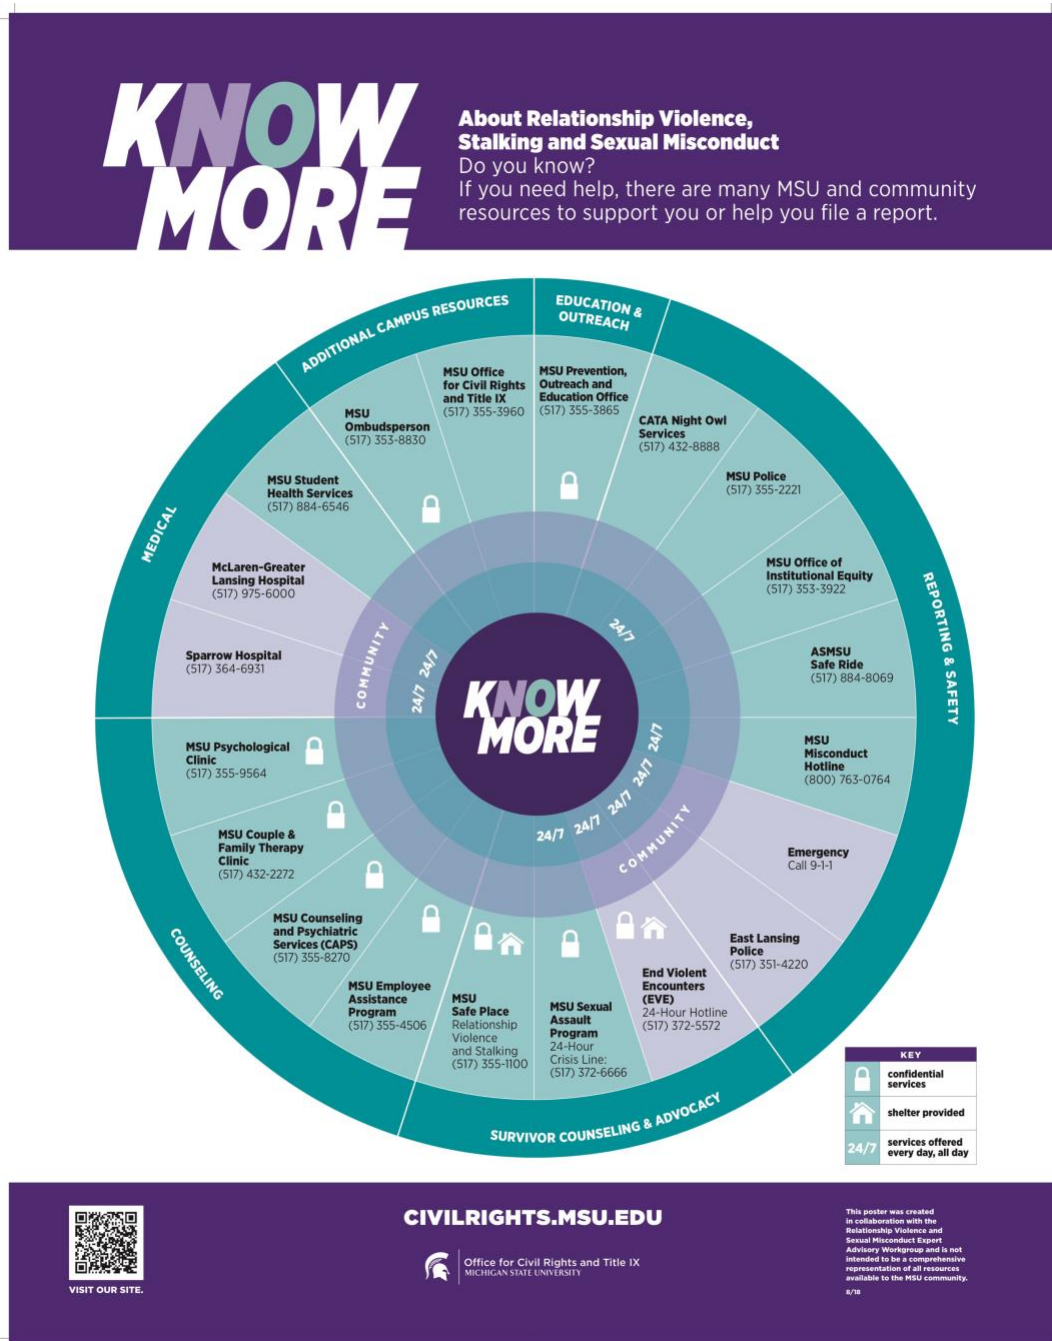 KNOW
MORE
About Relationship Violence,
Stalking and Sexual Misconduct
Do you know?
If you need help, there are many MSU and community
resources to support you or help you file a report.
ADDITIONAL CAMPUS RESOURCES
EDUCATION &
OUTREACH
MSU Office
for Civil Rights
and Title IX
(517) 355-3960
MSU Prevention,
Outreach and
Education Office
(517) 355-3865
MSU
Ombudsperson
(517) 353-8830
CATA Night Owl
Services
(517) 432-8888
MSU Student
Health Services
(517) 884-6546
MSU Police
(517) 355-2221
MEDICAL
McLaren-Greater
Lansing Hospital
(517) 975-6000
MSU Office of
Institutional Equity
(517) 353-3922
REPORTING & SAFETY
Sparrow Hospital
(517) 364-6931
COMMUNITY
24/7
24/7
24/7
ASMSU
Safe Ride
(517) 884-8069
KNOW
MORE
MSU Psychological
Clinic
(517) 355-9564
MSU
Misconduct
Hotline
(800) 763-0764
24/7
24/7
24/7
24/7
24/7
COMMUNITY
MSU Couple &
Family Therapy
Clinic
(517) 432-2272
Emergency
Call 9-1-1
COUNSELING
MSU Counseling
and Psychiatric
Services (CAPS)
(517) 355-8270
East Lansing
Police
(517) 351-4220
MSU Employee
Assistance
Program
(517) 355-4506
MSU
Safe Place
Relationship
Violence
and Stalking
(517) 355-1100
MSU Sexual
Assault
Program
24-Hour
Crisis Line:
(517) 372-6666
End Violent
Encounters
(EVE)
24-Hour Hotline
(517) 372-5572
SURVIVOR COUNSELING & ADVOCACY
KEY
confidential
services
shelter provided
24/7
services offered
every day, all day
VISIT OUR SITE.
CIVILRIGHTS.MSU.EDU
Office for Civil Rights and Title IX
MICHIGAN STATE UNIVERSITY
This poster was created
in collaboration with the
Relationship Violence and
Sexual Misconduct Expert
Advisory Workgroup and is not
intended to be a comprehensive
representation of all resources
available to the MSU community.
8/18